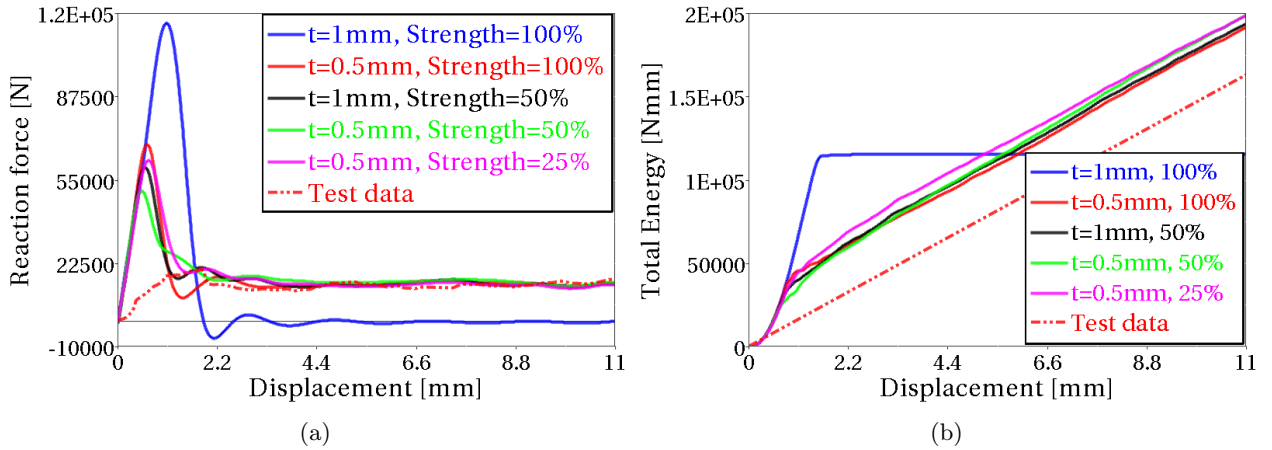 1.2E+05
87500
55000
22500
-10000
Reaction force [N]
t=1mm, Strength=100%
t=0.5mm, Strength=100%
t=1mm, Strength=50%
t=0.5mm, Strength=50%
t=0.5mm, Strength=25%
Test data
0
2.2
4.4
6.6
8.8
11
Displacement [mm]
(a)
2E+05
1.5E+05
1E+05
50000
0
Total Energy [Nmm]
t=1mm, 100%
t=0.5mm, 100%
t=1mm, 50%
t=0.5mm, 50%
t=0.5mm, 25%
Test data
0
2.2
4.4
6.6
8.8
11
Displacement [mm]
(b)